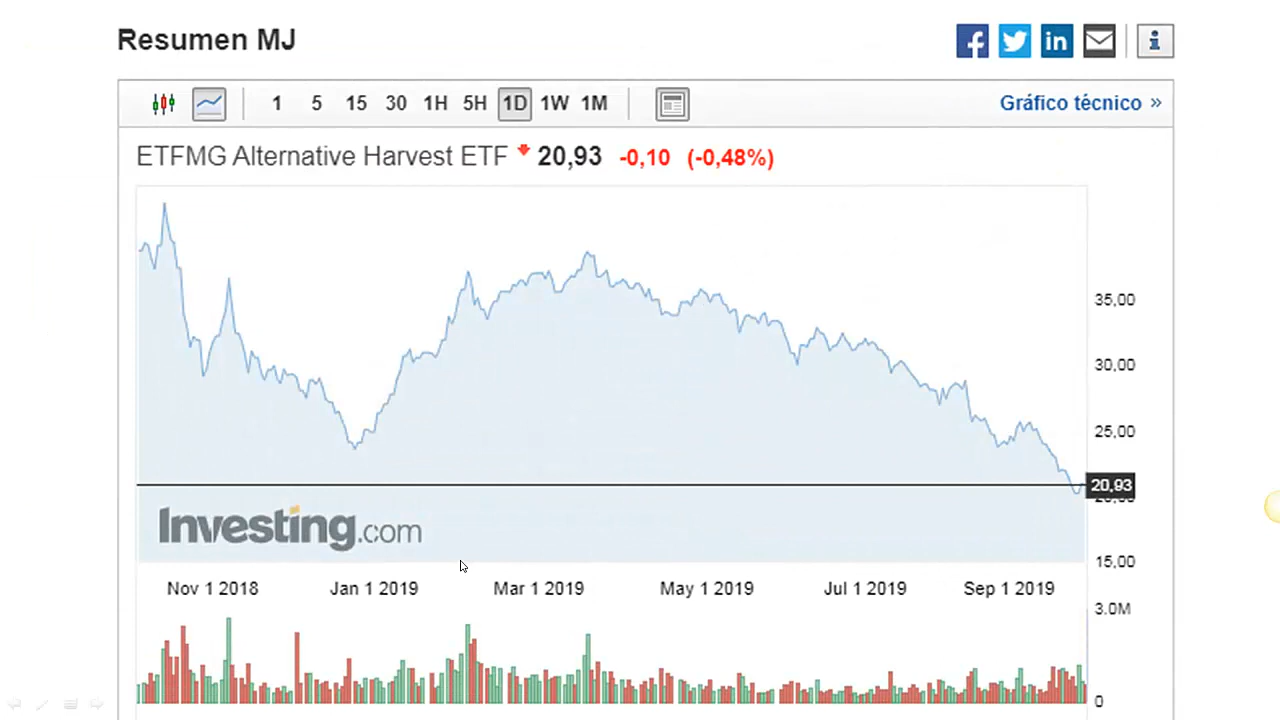 Resumen MJ
1 5 15 30 1H 5H 1D 1W 1M Gráfico técnico »
ETFMG Alternative Harvest ETF 20,93 -0,10 (-0,48%)
35,00
30,00
25,00
20,93
20,00
Investing.com
15,00
Nov 1 2018 Jan 1 2019 Mar 1 2019 May 1 2019 Jul 1 2019 Sep 1 2019
3.0M
0